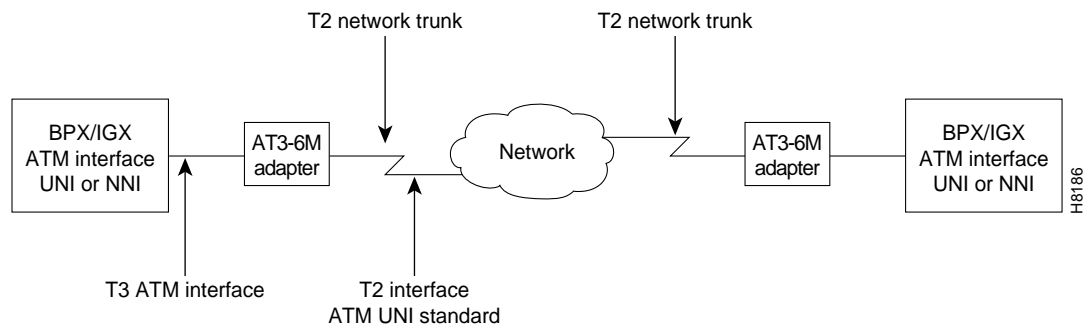 T2 network trunk
T2 network trunk
BPX/IGX
ATM interface
UNI or NNI
AT3-6M
adapter
Network
AT3-6M
adapter
BPX/IGX
ATM interface
UNI or NNI
H8186
T3 ATM interface
T2 interface
ATM UNI standard